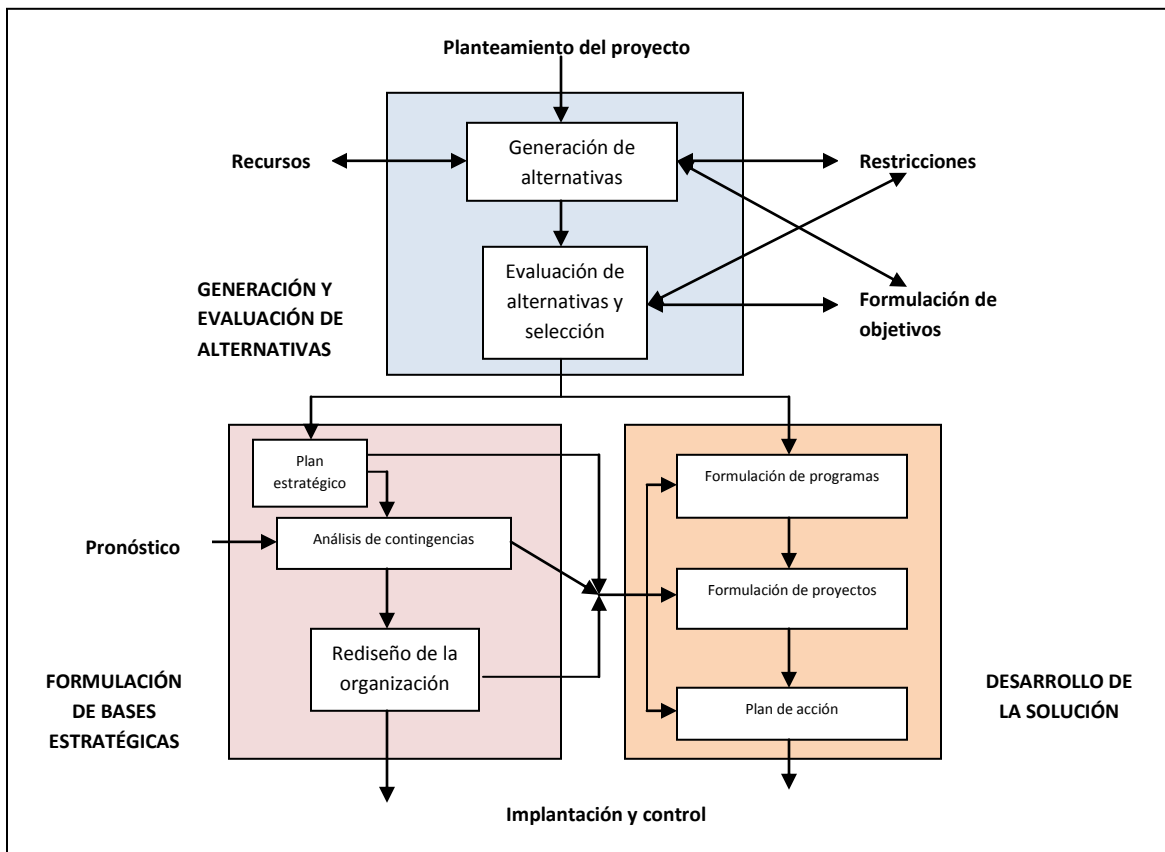 Planteamiento del proyecto
Generación de
alternativas
Recursos
Restricciones
Evaluación de
alternativas y
selección
GENERACIÓN Y
EVALUACIÓN DE
ALTERNATIVAS
Formulación de
objetivos
Plan
estratégico
Análisis de contingencias
Pronóstico
Rediseño de la
organización
FORMULACIÓN
DE BASES
ESTRATÉGICAS
Formulación de programas
Formulación de proyectos
Plan de acción
DESARROLLO DE
LA SOLUCIÓN
Implantación y control